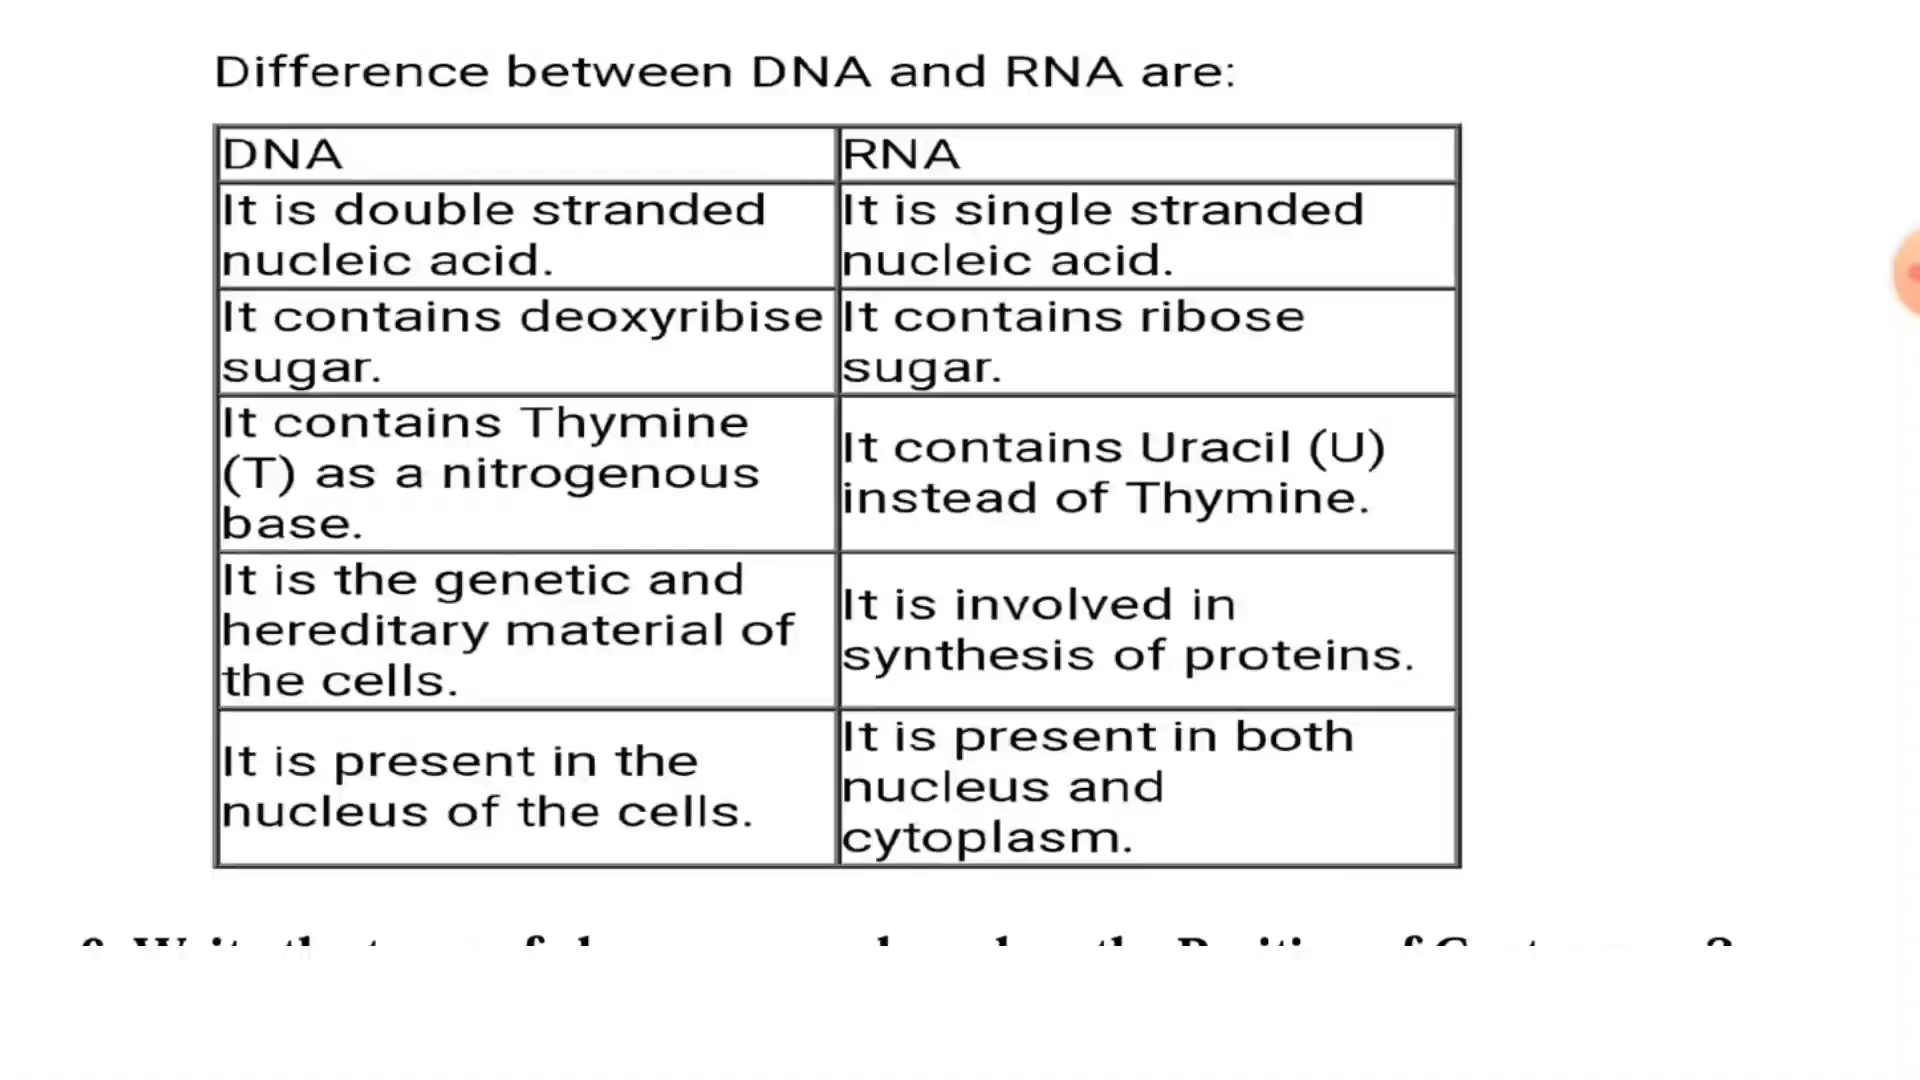 Difference between DNA and RNA are:
DNA
RNA
It is double stranded
nucleic acid.
It is single stranded
nucleic acid.
It contains deoxyribise
sugar.
It contains ribose
sugar.
It contains Thymine
(T) as a nitrogenous
base.
It contains Uracil (U)
instead of Thymine.
It is the genetic and
hereditary material of
the cells.
It is involved in
synthesis of proteins.
It is present in the
nucleus of the cells.
It is present in both
nucleus and
cytoplasm.